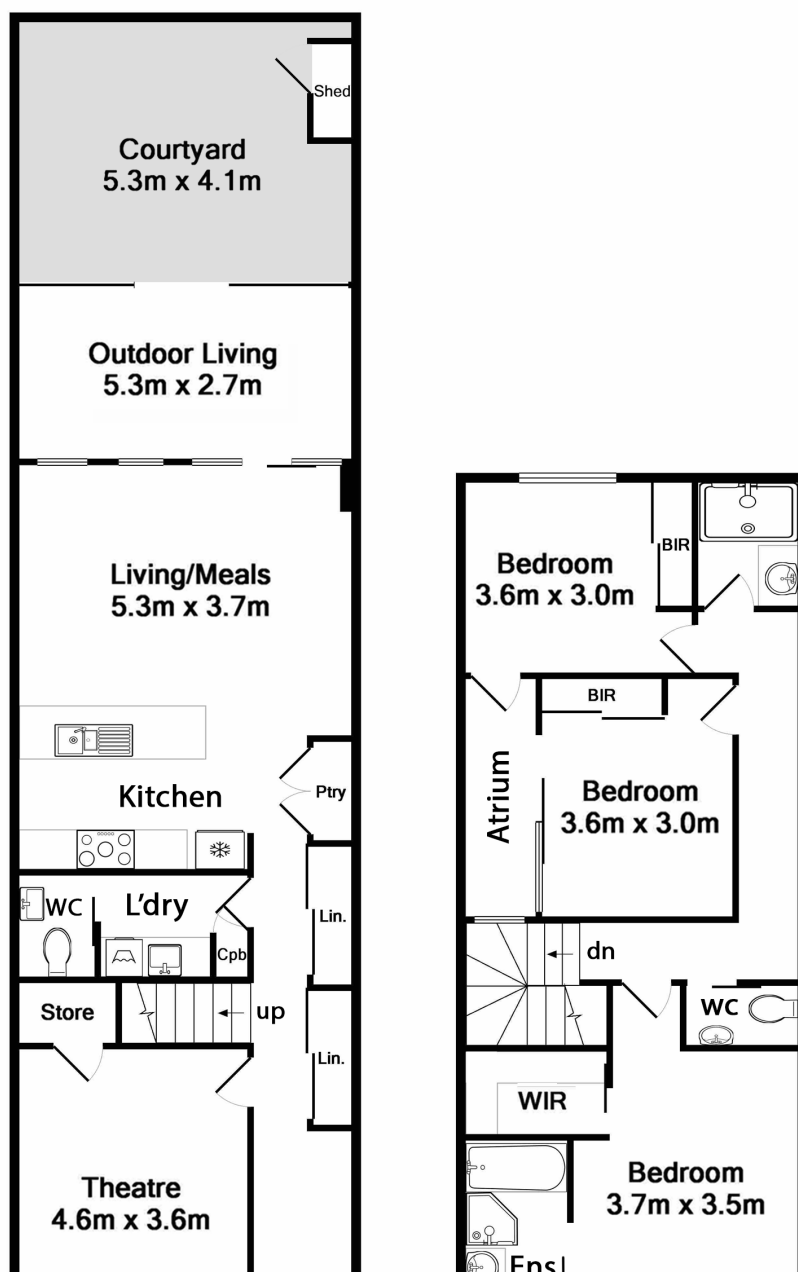 Shed
Courtyard
5.3m x 4.1m
Outdoor Living
5.3m x 2.7m
Living/Meals
5.3m x 3.7m
Kitchen
Ptry
WC
L'dry
Lin.
Cpb
Store
up
Lin.
Theatre
4.6m x 3.6m
Bedroom
3.6m x 3.0m
BIR
BIR
Atrium
Bedroom
3.6m x 3.0m
dn
WC
WIR
Bedroom
3.7m x 3.5m
Ens